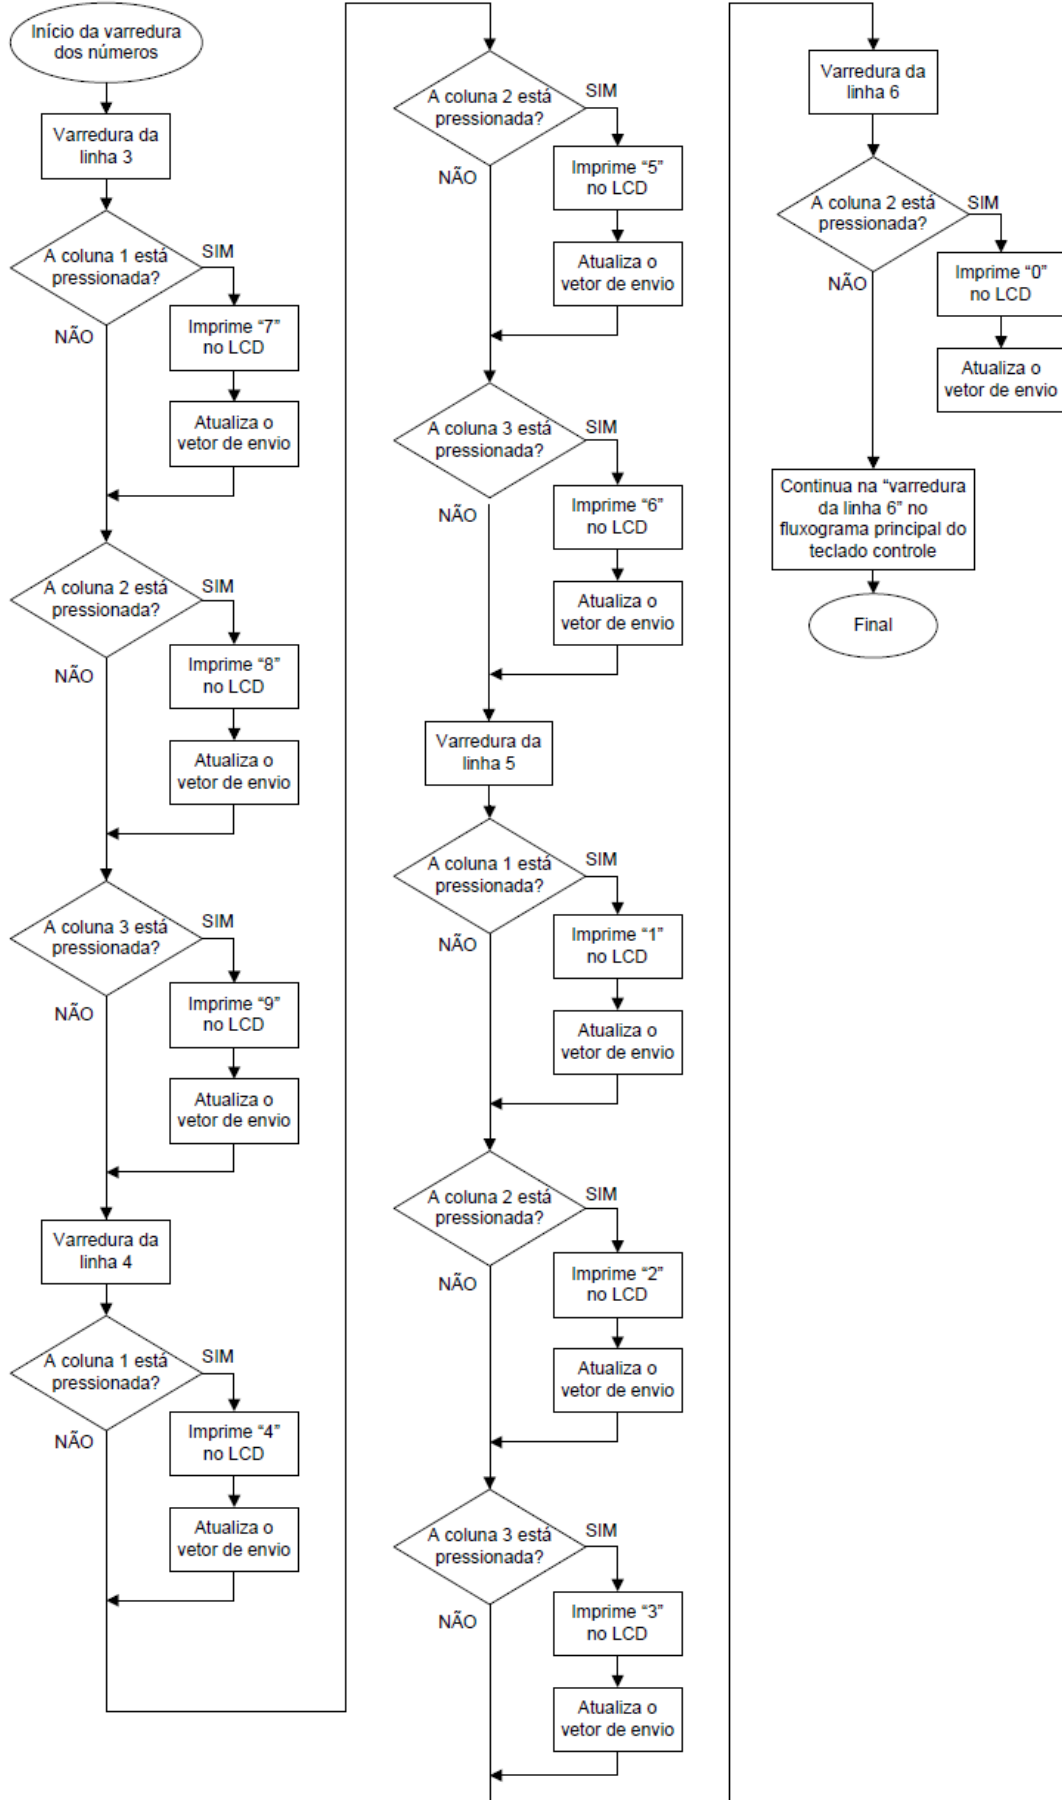 Início da varredura
dos números
Varredura da
linha 3
A coluna 1 está
pressionada?
SIM
NÃO
Imprime “7”
no LCD
Atualiza o
vetor de envio
A coluna 2 está
pressionada?
SIM
NÃO
Imprime “8”
no LCD
Atualiza o
vetor de envio
A coluna 3 está
pressionada?
SIM
NÃO
Imprime “9”
no LCD
Atualiza o
vetor de envio
Varredura da
linha 4
A coluna 1 está
pressionada?
SIM
NÃO
Imprime “4”
no LCD
Atualiza o
vetor de envio
A coluna 2 está
pressionada?
SIM
NÃO
Imprime “5”
no LCD
Atualiza o
vetor de envio
A coluna 3 está
pressionada?
SIM
NÃO
Imprime “6”
no LCD
Atualiza o
vetor de envio
Varredura da
linha 5
A coluna 1 está
pressionada?
SIM
NÃO
Imprime “1”
no LCD
Atualiza o
vetor de envio
A coluna 2 está
pressionada?
SIM
NÃO
Imprime “2”
no LCD
Atualiza o
vetor de envio
A coluna 3 está
pressionada?
SIM
NÃO
Imprime “3”
no LCD
Atualiza o
vetor de envio
Varredura da
linha 6
A coluna 2 está
pressionada?
SIM
NÃO
Imprime “0”
no LCD
Atualiza o
vetor de envio
Continua na “varredura
da linha 6” no
fluxograma principal do
teclado controle
Final